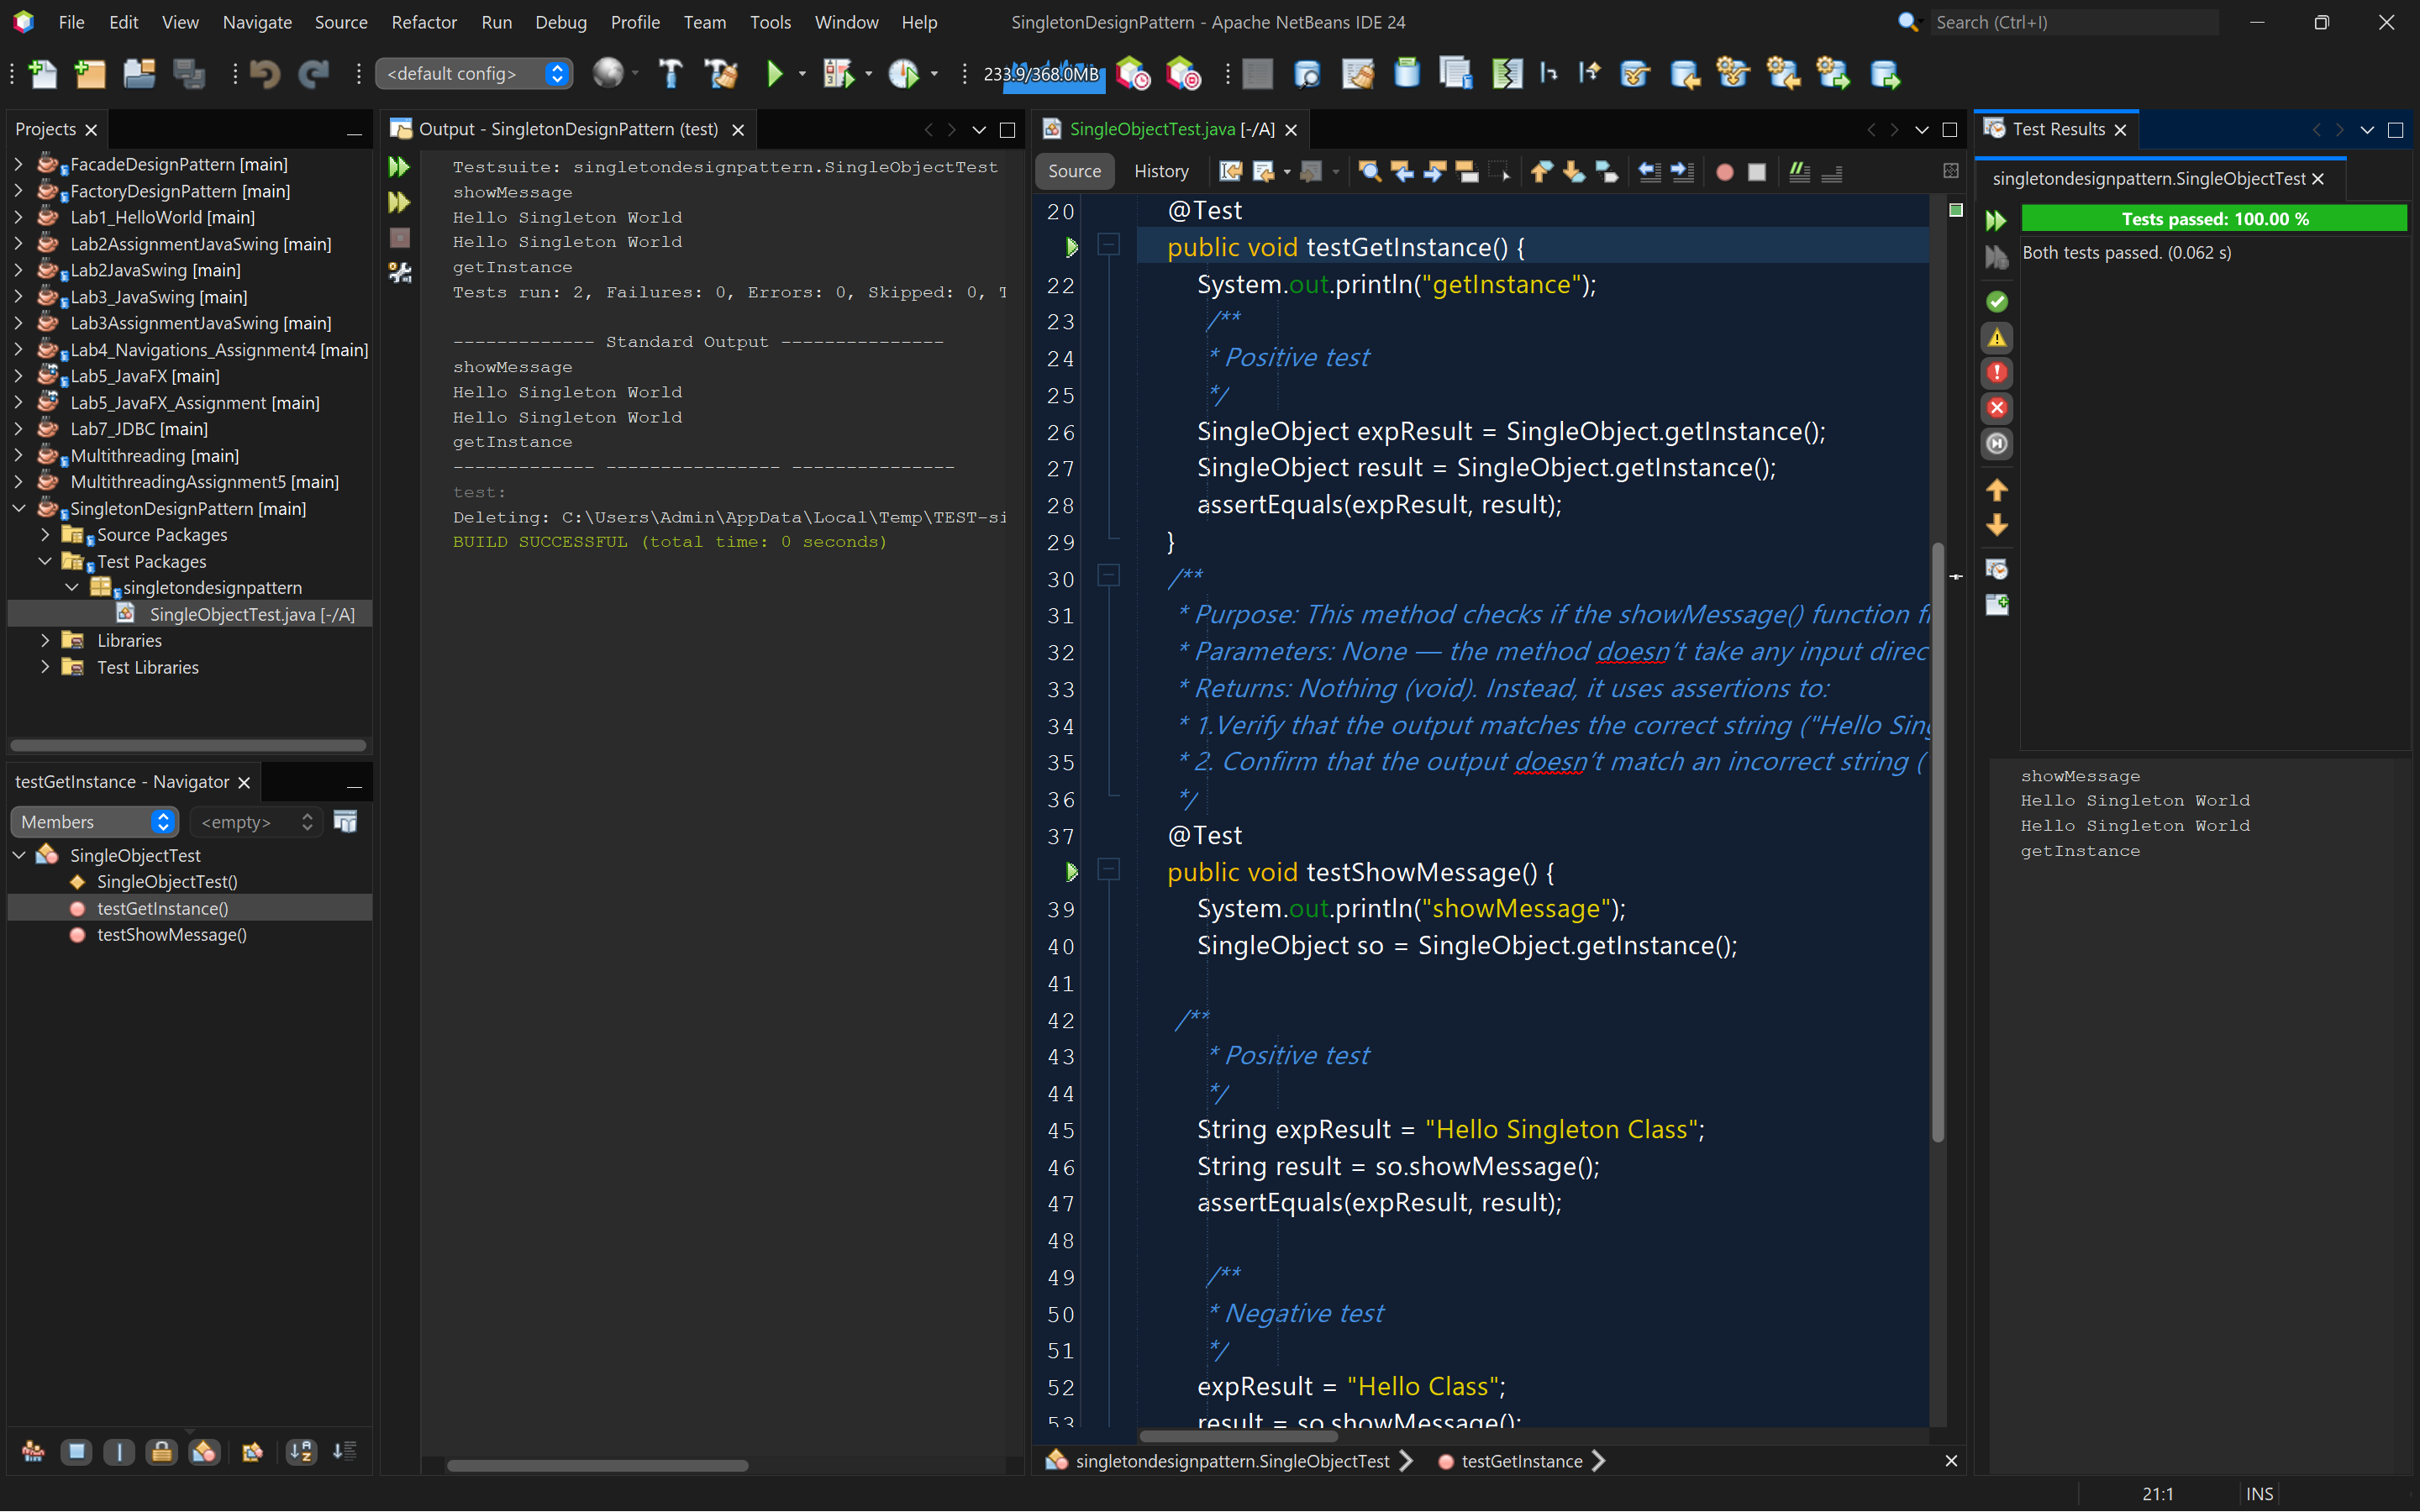 File Edit View Navigate Source Refactor Run Debug Profile Team Tools Window Help
SingletonDesignPattern - Apache NetBeans IDE 24
Search (Ctrl+I)
<default config>
233.9/368.0MB
Projects
FacadeDesignPattern [main]
FactoryDesignPattern [main]
Lab1_HelloWorld [main]
Lab2AssignmentJavaSwing [main]
Lab2JavaSwing [main]
Lab3_JavaSwing [main]
Lab3AssignmentJavaSwing [main]
Lab4_Navigations_Assignment4 [main]
Lab5_JavaFX [main]
Lab5_JavaFX_Assignment [main]
Lab7_JDBC [main]
Multithreading [main]
MultithreadingAssignment5 [main]
SingletonDesignPattern [main]
Source Packages
Test Packages
singletondesignpattern
SingleObjectTest.java [-/A]
Libraries
Test Libraries
testGetInstance - Navigator
Members
<empty>
SingleObjectTest
SingleObjectTest()
testGetInstance()
testShowMessage()
Output - SingletonDesignPattern (test)
Testsuite: singletondesignpattern.SingleObjectTest
showMessage
Hello Singleton World
Hello Singleton World
getInstance
Tests run: 2, Failures: 0, Errors: 0, Skipped: 0, T
------------- Standard Output ---------------
showMessage
Hello Singleton World
Hello Singleton World
getInstance
------------- ---------------- ---------------
test:
Deleting: C:\Users\Admin\AppData\Local\Temp\TEST-si
BUILD SUCCESSFUL (total time: 0 seconds)
SingleObjectTest.java [-/A]
Source History
20 @Test
public void testGetInstance() {
22 System.out.println("getInstance");
23 /**
24 * Positive test
25 */
26 SingleObject expResult = SingleObject.getInstance();
27 SingleObject result = SingleObject.getInstance();
28 assertEquals(expResult, result);
29 }
30 /**
31 * Purpose: This method checks if the showMessage() function
32 * Parameters: None — the method doesn't take any input direc
33 * Returns: Nothing (void). Instead, it uses assertions to:
34 * 1.Verify that the output matches the correct string ("Hello Sing
35 * 2. Confirm that the output doesn't match an incorrect string (
36 */
37 @Test
public void testShowMessage() {
39 System.out.println("showMessage");
40 SingleObject so = SingleObject.getInstance();
41
42 /**
43 * Positive test
44 */
45 String expResult = "Hello Singleton Class";
46 String result = so.showMessage();
47 assertEquals(expResult, result);
48
49 /**
50 * Negative test
51 */
52 expResult = "Hello Class";
53 result = so.showMessage();
singletondesignpattern.SingleObjectTest testGetInstance
Test Results
singletondesignpattern.SingleObjectTest
Tests passed: 100.00 %
Both tests passed. (0.062 s)
showMessage
Hello Singleton World
Hello Singleton World
getInstance
21:1 INS